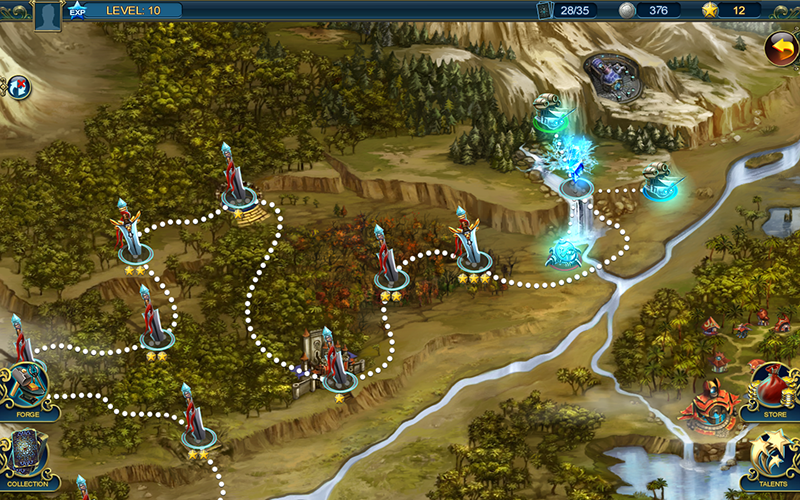 EXP
LEVEL: 10
28/35
376
12
FORGE
STORE
COLLECTION
TALENTS